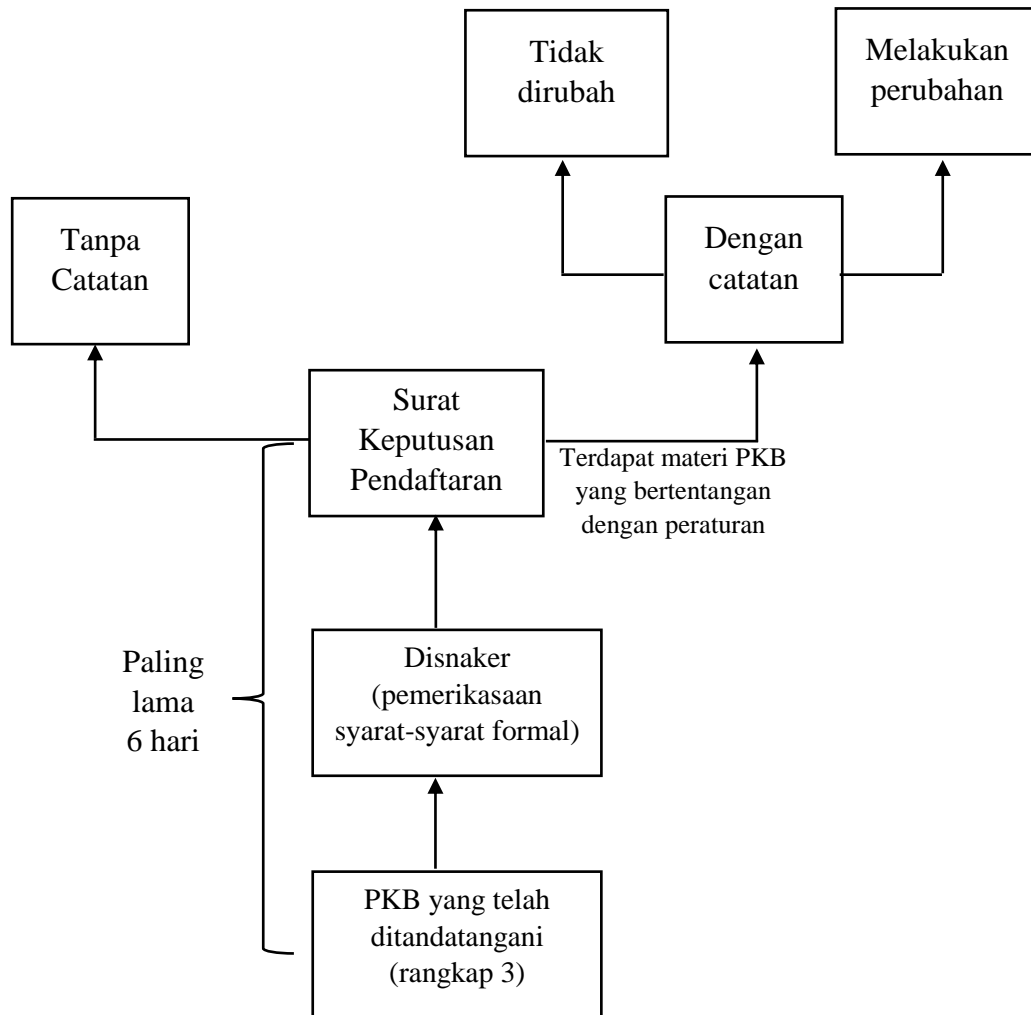 Tidak
dirubah
Melakukan
perubahan
Tanpa
Catatan
Dengan
catatan
Surat
Keputusan
Pendaftaran
Terdapat materi PKB
yang bertentangan
dengan peraturan
Paling
lama
6 hari
Disnaker
(pemerikasaan
syarat-syarat formal)
PKB yang telah
ditandatangani
(rangkap 3)